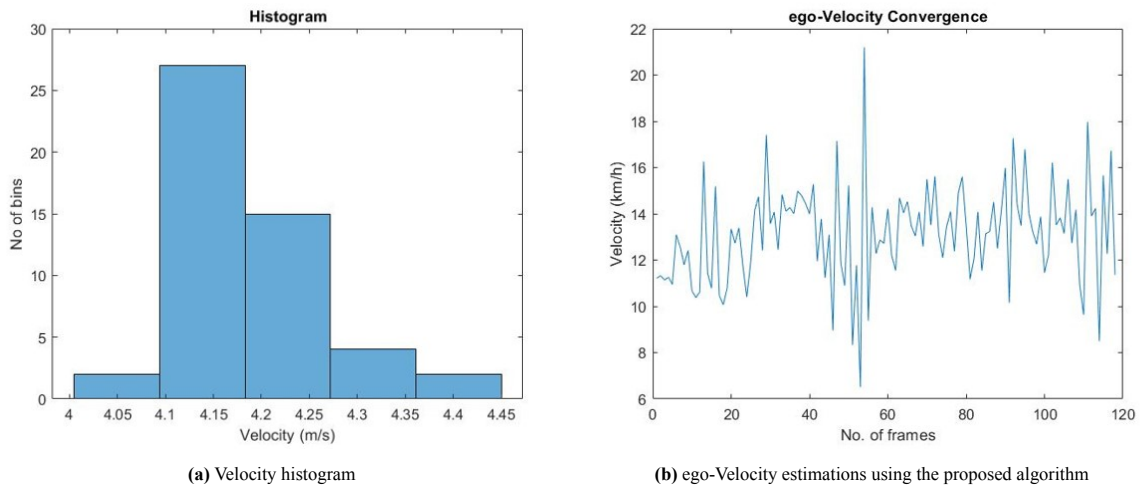 Histogram
30
25
20
15
10
5
0
No of bins
4 4.05 4.1 4.15 4.2 4.25 4.3 4.35 4.4 4.45
Velocity (m/s)
(a) Velocity histogram
ego-Velocity Convergence
22
20
18
16
14
12
10
8
6
Velocity (km/h)
0 20 40 60 80 100 120
No. of frames
(b) ego-Velocity estimations using the proposed algorithm